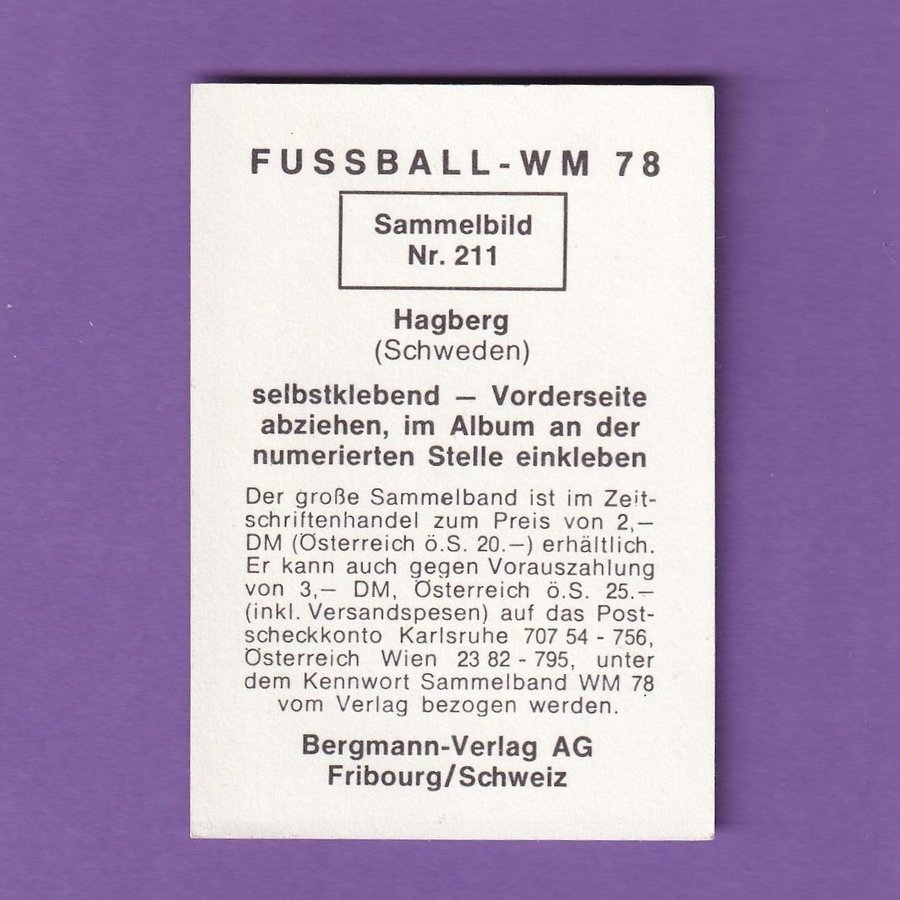 FUSSBALL-WM 78
Sammelbild
Nr. 211
Hagberg
(Schweden)
selbstklebend — Vorderseite
abziehen, im Album an der
numerierten Stelle einkleben
Der große Sammelband ist im Zeit-
schriftenhandel zum Preis von 2,—
DM (Österreich ö.S. 20.—) erhältlich.
Er kann auch gegen Vorauszahlung
von 3,— DM, Österreich ö.S. 25.—
(inkl. Versandspesen) auf das Post-
scheckkonto Karlsruhe 707 54 - 756,
Österreich Wien 23 82 - 795, unter
dem Kennwort Sammelband WM 78
vom Verlag bezogen werden.
Bergmann-Verlag AG
Fribourg/Schweiz